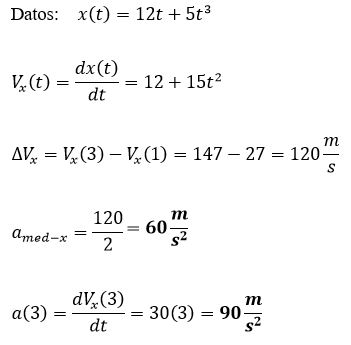 Datos: x(t) = 12t + 5t³
Vₓ(t) = dx(t)/dt = 12 + 15t²
ΔVₓ = Vₓ(3) − Vₓ(1) = 147 − 27 = 120 m/s
a_med−x = 120/2 = 60 m/s²
a(3) = dVₓ(3)/dt = 30(3) = 90 m/s²